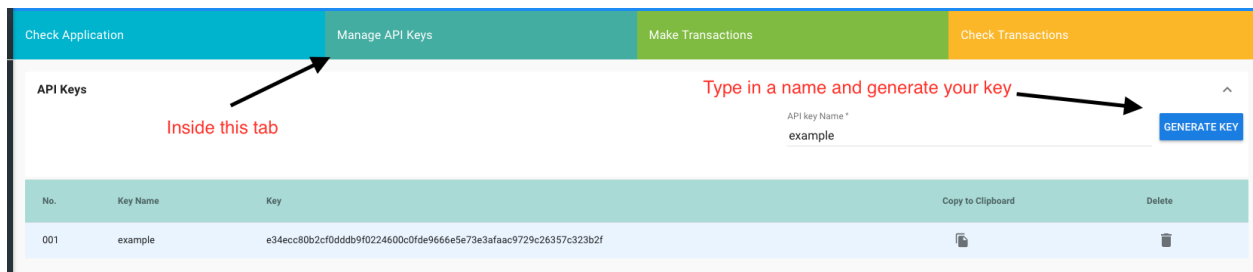 Check Application Manage API Keys Make Transactions Check Transactions
API Keys
Type in a name and generate your key
Inside this tab
API key Name *
example
GENERATE KEY
No. Key Name Key Copy to Clipboard Delete
001 example e34ecc80b2cf0dddb9f0224600c0fde9666e5e73e3afaac9729c26357c323b2f